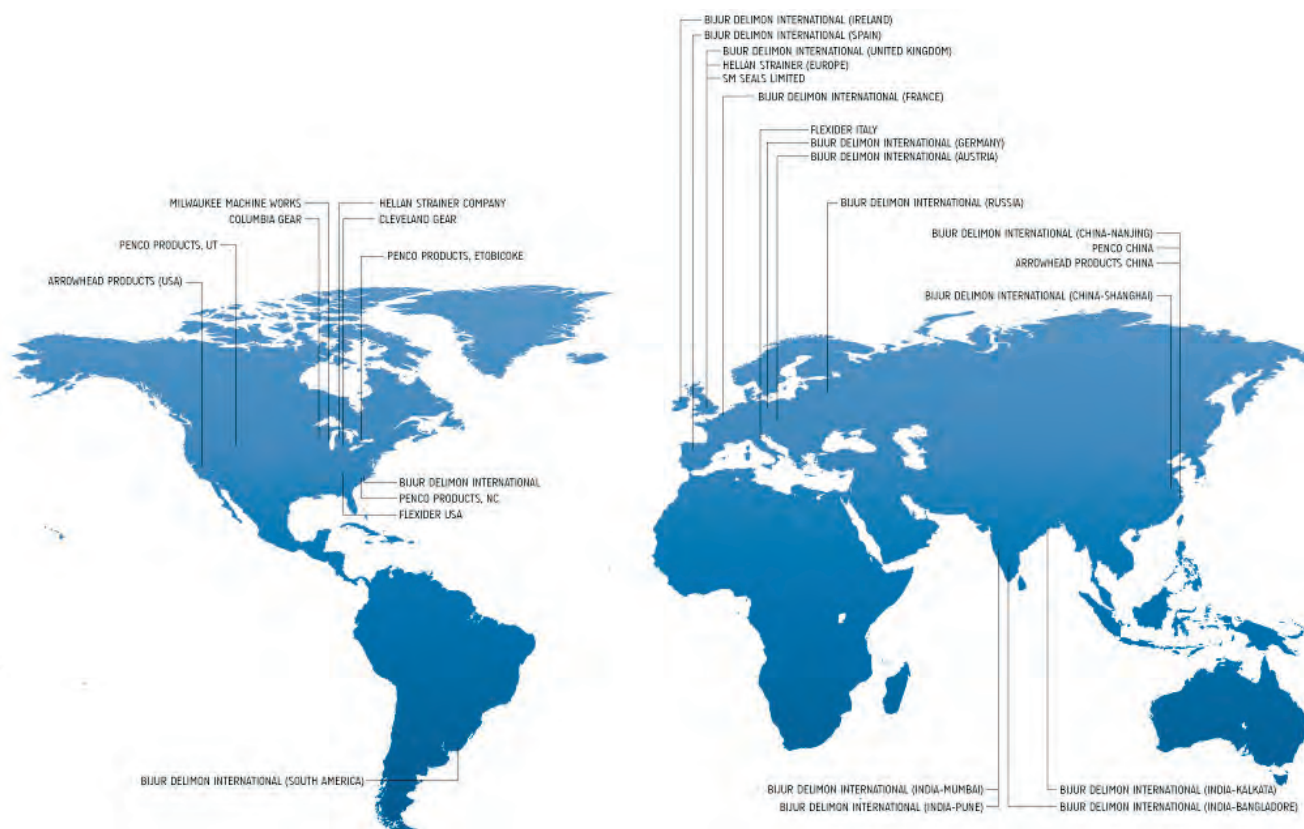 BIJUR DELIMON INTERNATIONAL (IRELAND)
BIJUR DELIMON INTERNATIONAL (SPAIN)
BIJUR DELIMON INTERNATIONAL (UNITED KINGDOM)
HELLAN STRAINER (EUROPE)
SM SEALS LIMITED
BIJUR DELIMON INTERNATIONAL (FRANCE)
FLEXIDER ITALY
BIJUR DELIMON INTERNATIONAL (GERMANY)
BIJUR DELIMON INTERNATIONAL (AUSTRIA)
MILWAUKEE MACHINE WORKS
HELLAN STRAINER COMPANY
COLUMBIA GEAR
CLEVELAND GEAR
PENCO PRODUCTS, UT
PENCO PRODUCTS, ETOBICOKE
ARROWHEAD PRODUCTS (USA)
BIJUR DELIMON INTERNATIONAL (RUSSIA)
BIJUR DELIMON INTERNATIONAL (CHINA-NANJING)
PENCO CHINA
ARROWHEAD PRODUCTS CHINA
BIJUR DELIMON INTERNATIONAL (CHINA-SHANGHAI)
BIJUR DELIMON INTERNATIONAL
PENCO PRODUCTS, NC
FLEXIDER USA
BIJUR DELIMON INTERNATIONAL (SOUTH AMERICA)
BIJUR DELIMON INTERNATIONAL (INDIA-MUMBAI)
BIJUR DELIMON INTERNATIONAL (INDIA-PUNE)
BIJUR DELIMON INTERNATIONAL (INDIA-KALKATA)
BIJUR DELIMON INTERNATIONAL (INDIA-BANGLADORE)